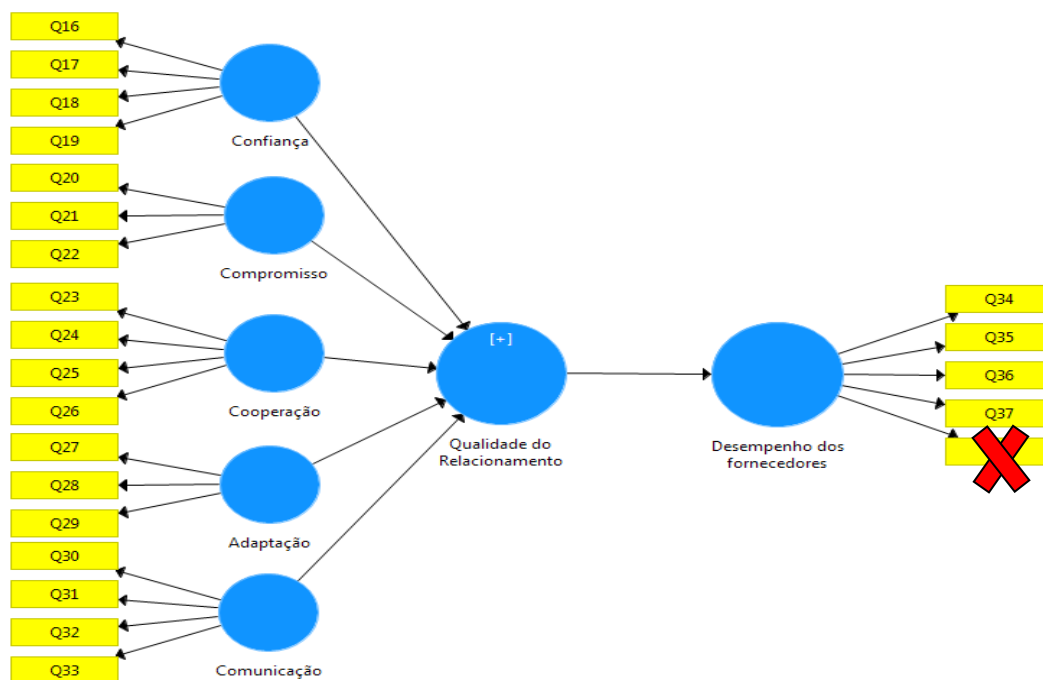 Q16
Q17
Q18
Q19
Confiança
Q20
Q21
Q22
Compromisso
Q23
Q24
Q25
Q26
Cooperação
Q27
Q28
Q29
Adaptação
Q30
Q31
Q32
Q33
Comunicação
[+]
Qualidade do
Relacionamento
Desempenho dos
fornecedores
Q34
Q35
Q36
Q37